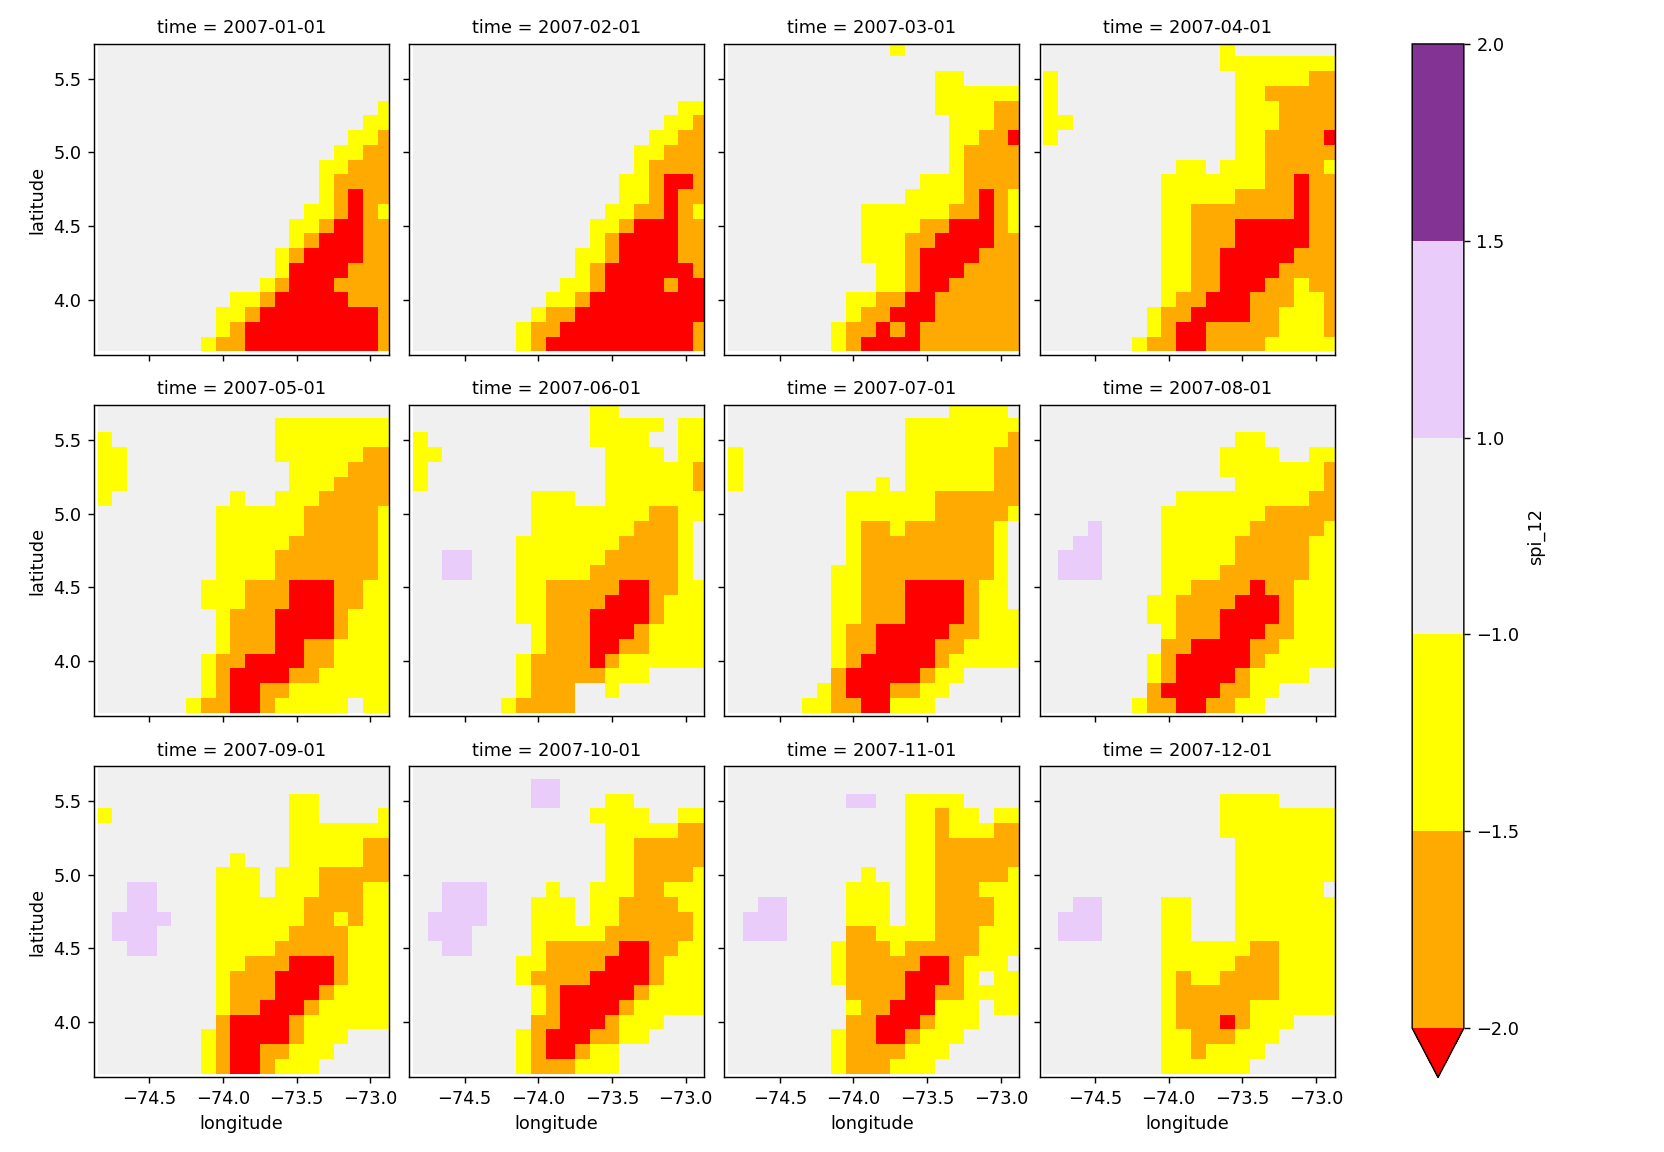 time = 2007-01-01
time = 2007-02-01
time = 2007-03-01
time = 2007-04-01
2.0
1.5
1.0
−1.0
−1.5
−2.0
spi_12
5.5
5.0
4.5
4.0
latitude
time = 2007-05-01
time = 2007-06-01
time = 2007-07-01
time = 2007-08-01
5.5
5.0
4.5
4.0
latitude
time = 2007-09-01
time = 2007-10-01
time = 2007-11-01
time = 2007-12-01
5.5
5.0
4.5
4.0
latitude
−74.5 −74.0 −73.5 −73.0
longitude
−74.5 −74.0 −73.5 −73.0
longitude
−74.5 −74.0 −73.5 −73.0
longitude
−74.5 −74.0 −73.5 −73.0
longitude